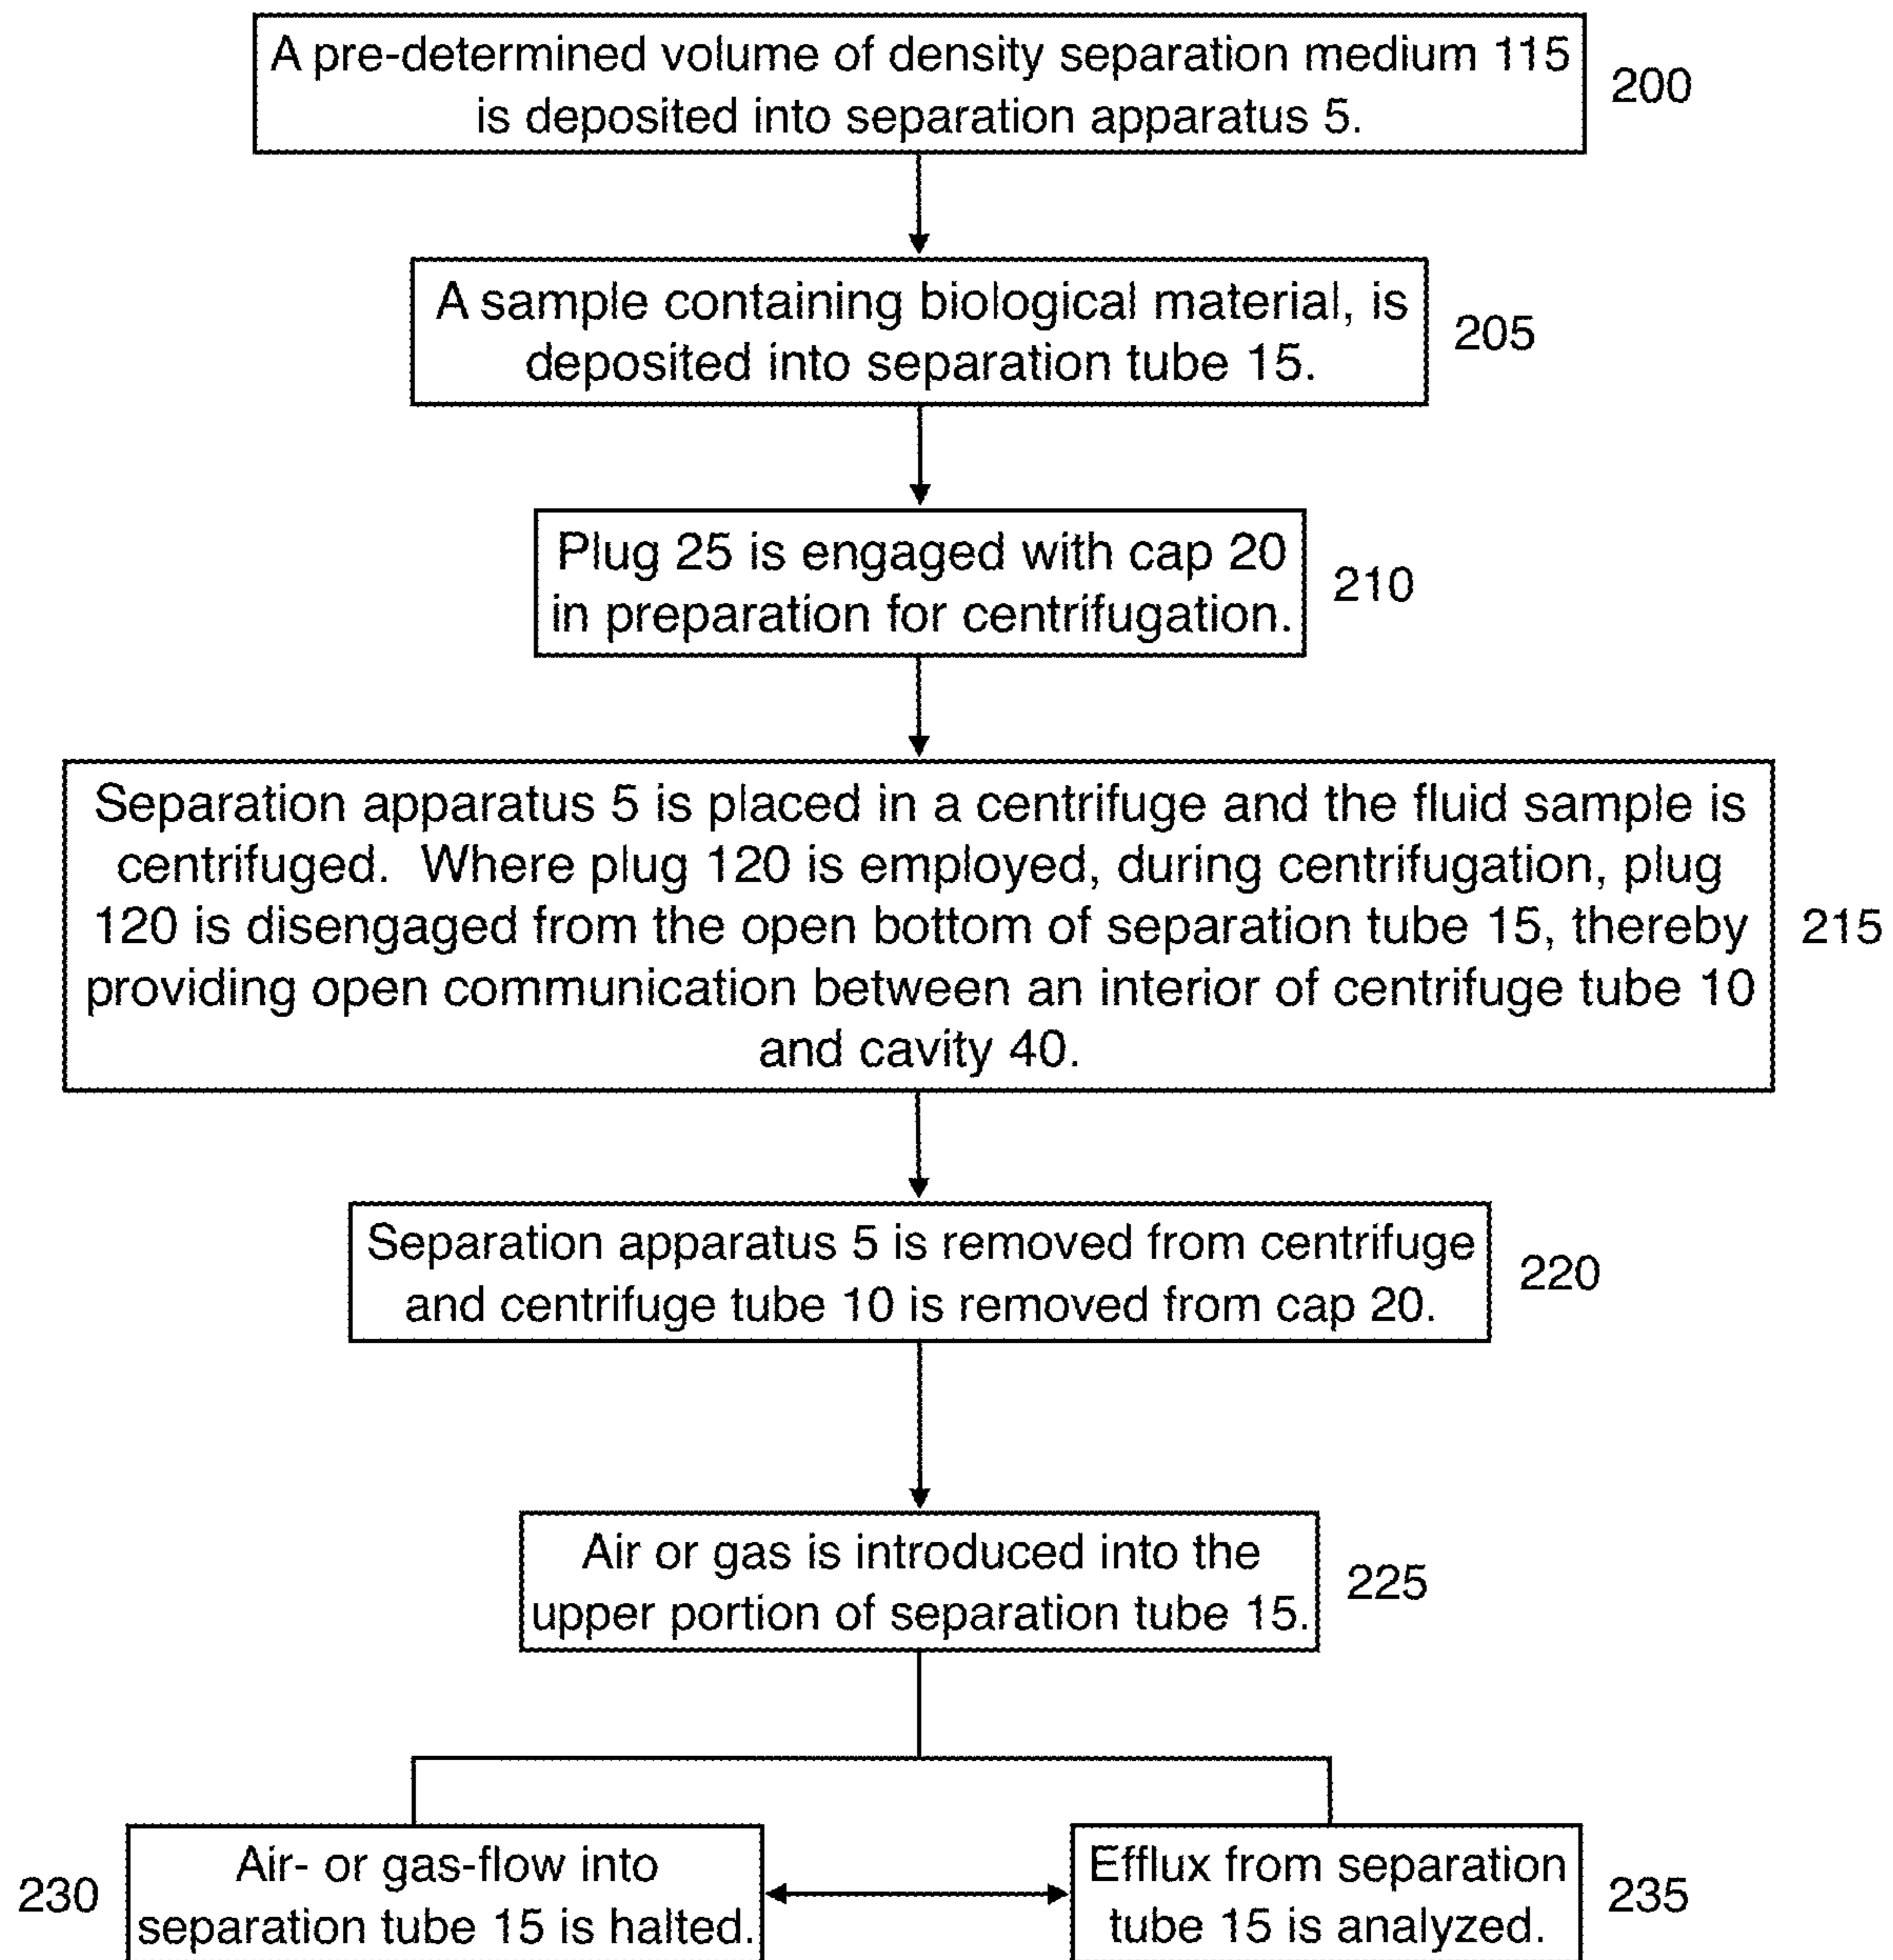 A pre-determined volume of density separation medium 115
is deposited into separation apparatus 5.
200
A sample containing biological material, is
deposited into separation tube 15.
205
Plug 25 is engaged with cap 20
in preparation for centrifugation.
210
Separation apparatus 5 is placed in a centrifuge and the fluid sample is
centrifuged. Where plug 120 is employed, during centrifugation, plug
120 is disengaged from the open bottom of separation tube 15, thereby
providing open communication between an interior of centrifuge tube 10
and cavity 40.
215
Separation apparatus 5 is removed from centrifuge
and centrifuge tube 10 is removed from cap 20.
220
Air or gas is introduced into the
upper portion of separation tube 15.
225
230
Air- or gas-flow into
separation tube 15 is halted.
Efflux from separation
tube 15 is analyzed.
235